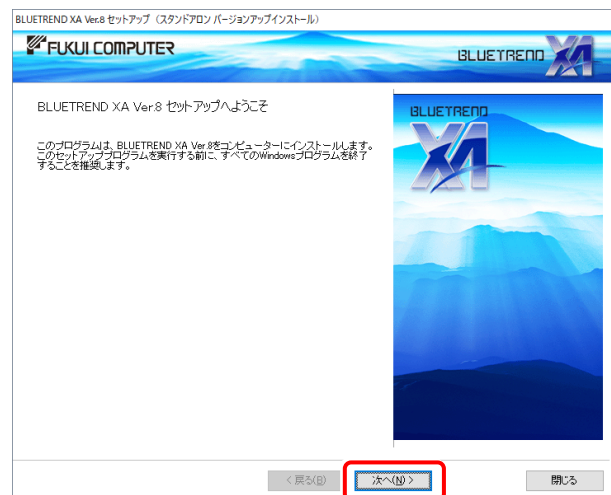 BLUETREND XA Ver.8 セットアップ（スタンドアロン バージョンアップインストール）
FUKUI COMPUTER
BLUETREND XA
BLUETREND XA Ver.8 セットアップへようこそ
BLUETREND
XA
このプログラムは、BLUETREND XA Ver.8をコンピューターにインストールします。
このセットアッププログラムを実行する前に、すべてのWindowsプログラムを終了
することを推奨します。
< 戻る(B)
次へ(N) >
閉じる